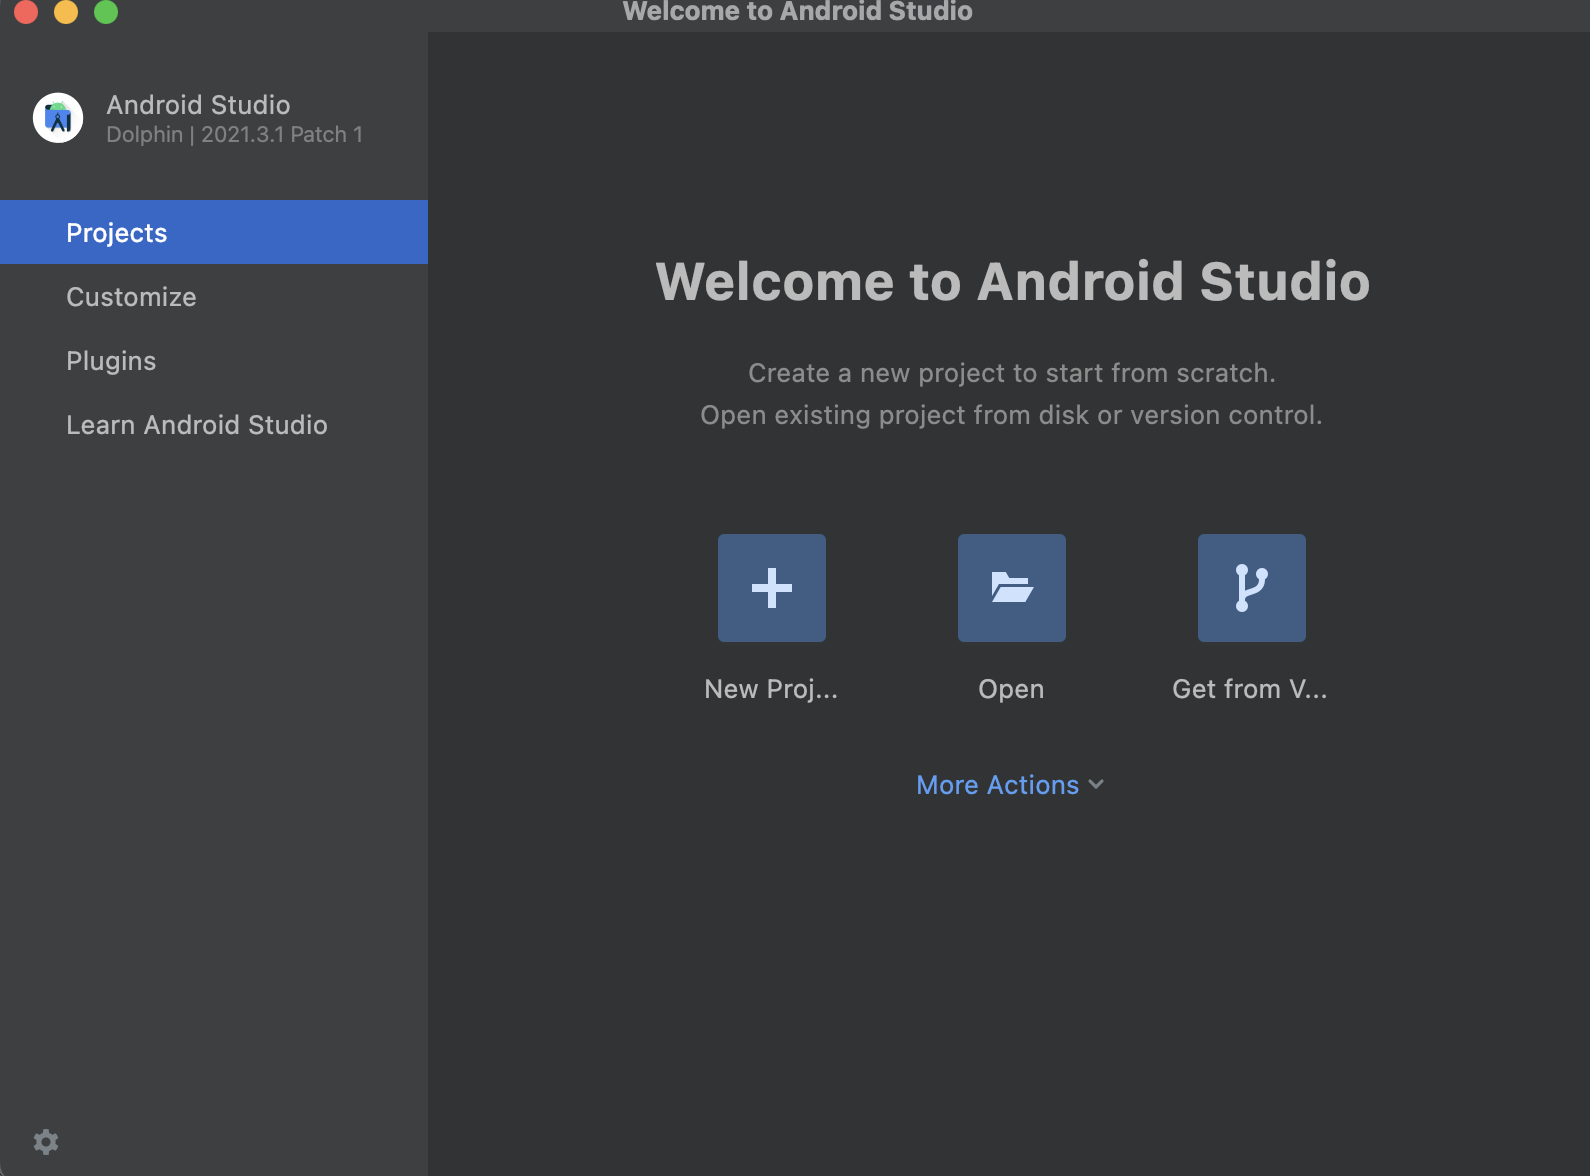 Welcome to Android Studio
Android Studio
Dolphin | 2021.3.1 Patch 1
Projects
Customize
Plugins
Learn Android Studio
Welcome to Android Studio
Create a new project to start from scratch.
Open existing project from disk or version control.
New Proj...
Open
Get from V...
More Actions